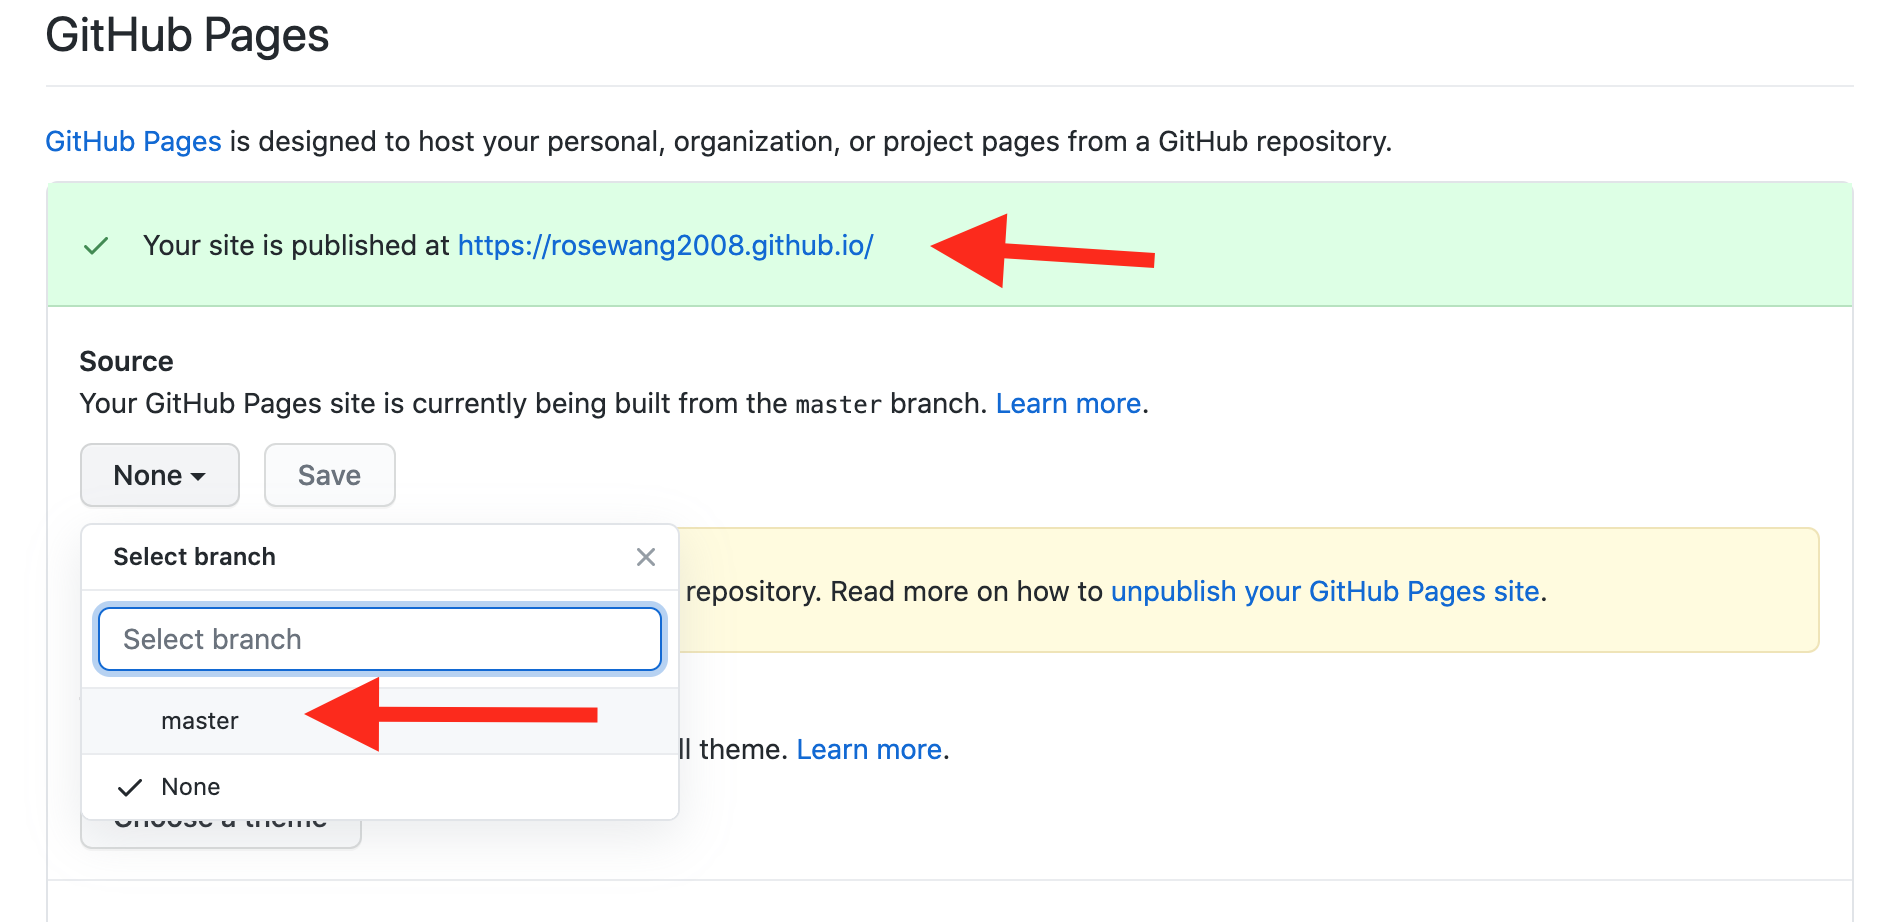 GitHub Pages
GitHub Pages is designed to host your personal, organization, or project pages from a GitHub repository.
Your site is published at https://rosewang2008.github.io/
Source
Your GitHub Pages site is currently being built from the master branch. Learn more.
None Save
Select branch
repository. Read more on how to unpublish your GitHub Pages site.
Select branch
master
ll theme. Learn more.
None
Choose a theme